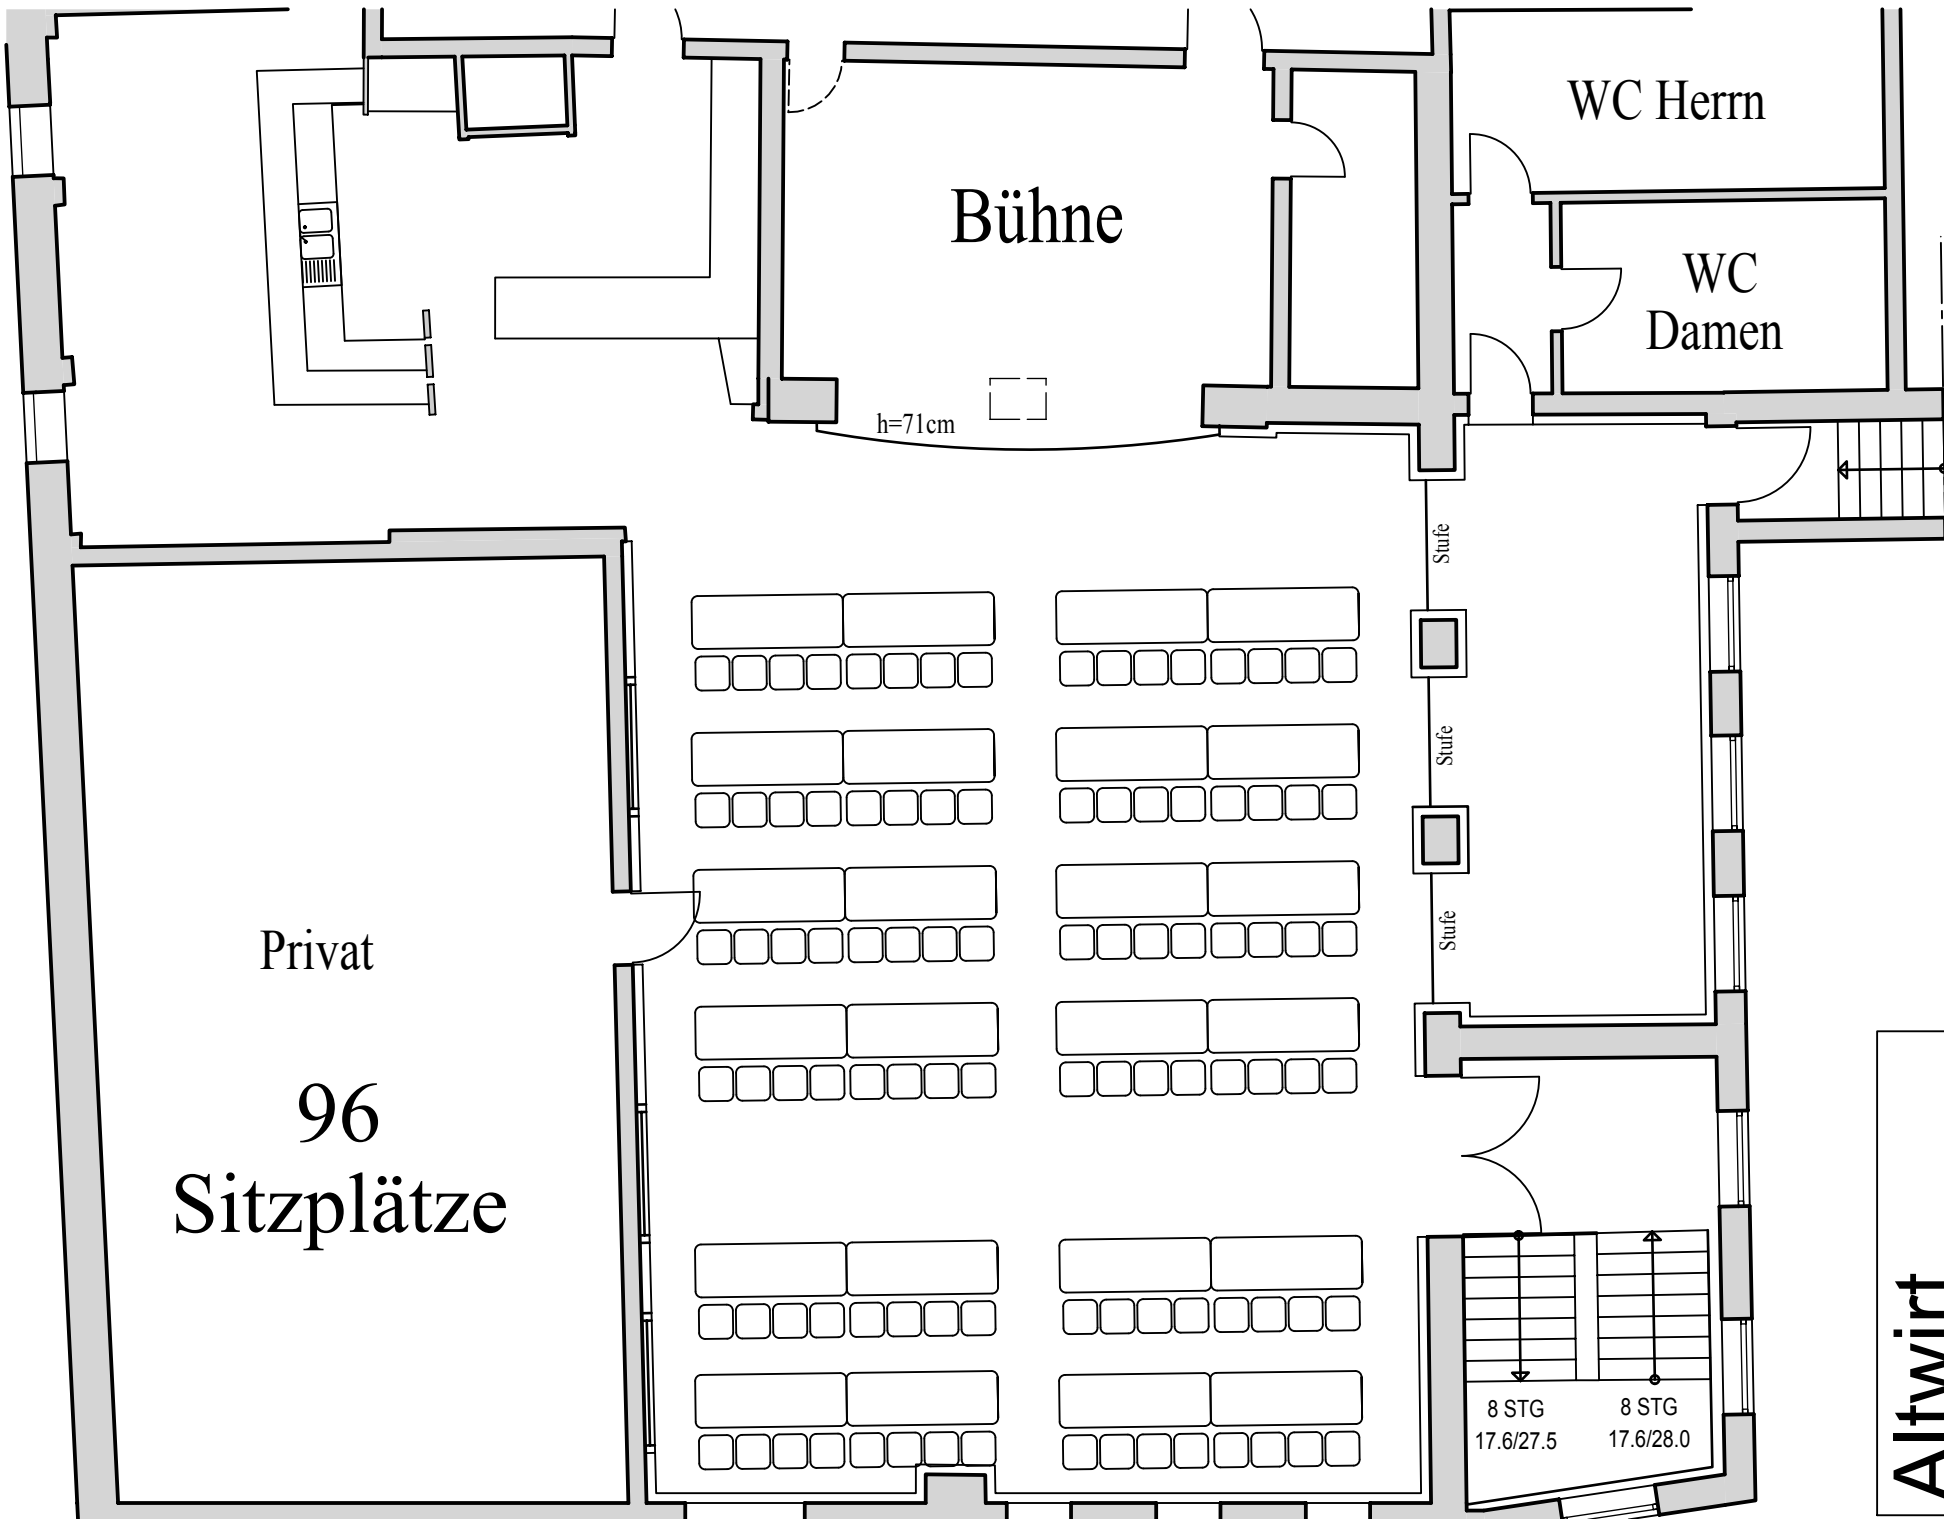 WC Herrn
Bühne
WC
Damen
h=71cm
Stufe
Stufe
Stufe
Privat
96
Sitzplätze
8 STG
17.6/27.5
8 STG
17.6/28.0
Altwirt